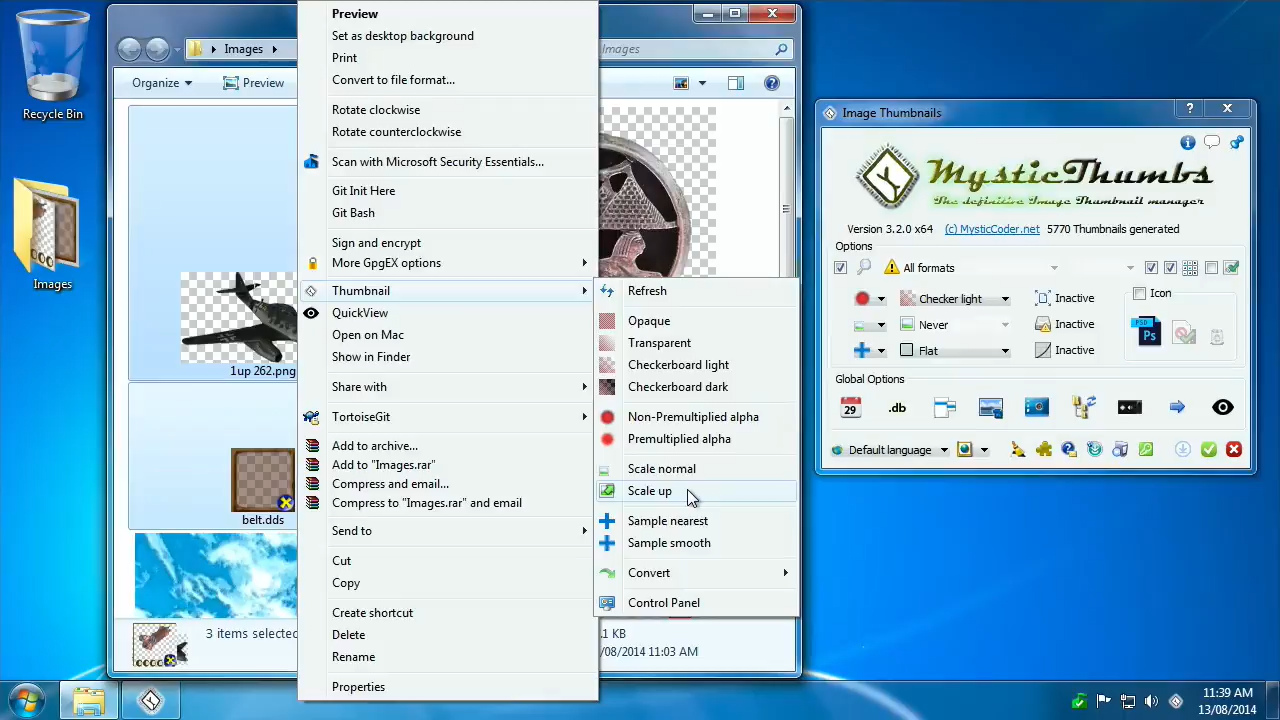 Recycle Bin
Images
Images
Images
Organize
Preview
1up 262.png
belt.dds
3 items selected
.1 KB
/08/2014 11:03 AM
Preview
Set as desktop background
Print
Convert to file format...
Rotate clockwise
Rotate counterclockwise
Scan with Microsoft Security Essentials...
Git Init Here
Git Bash
Sign and encrypt
More GpgEX options
Thumbnail
QuickView
Open on Mac
Show in Finder
Share with
TortoiseGit
Add to archive...
Add to "Images.rar"
Compress and email...
Compress to "Images.rar" and email
Send to
Cut
Copy
Create shortcut
Delete
Rename
Properties
Refresh
Opaque
Transparent
Checkerboard light
Checkerboard dark
Non-Premultiplied alpha
Premultiplied alpha
Scale normal
Scale up
Sample nearest
Sample smooth
Convert
Control Panel
Image Thumbnails
MysticThumbs
The definitive Image Thumbnail manager
Version 3.2.0 x64 (c) MysticCoder.net 5770 Thumbnails generated
Options
All formats
Checker light Inactive Icon
Never Inactive
PSD
Ps
Flat Inactive
Global Options
29 .db
Default language
11:39 AM
13/08/2014